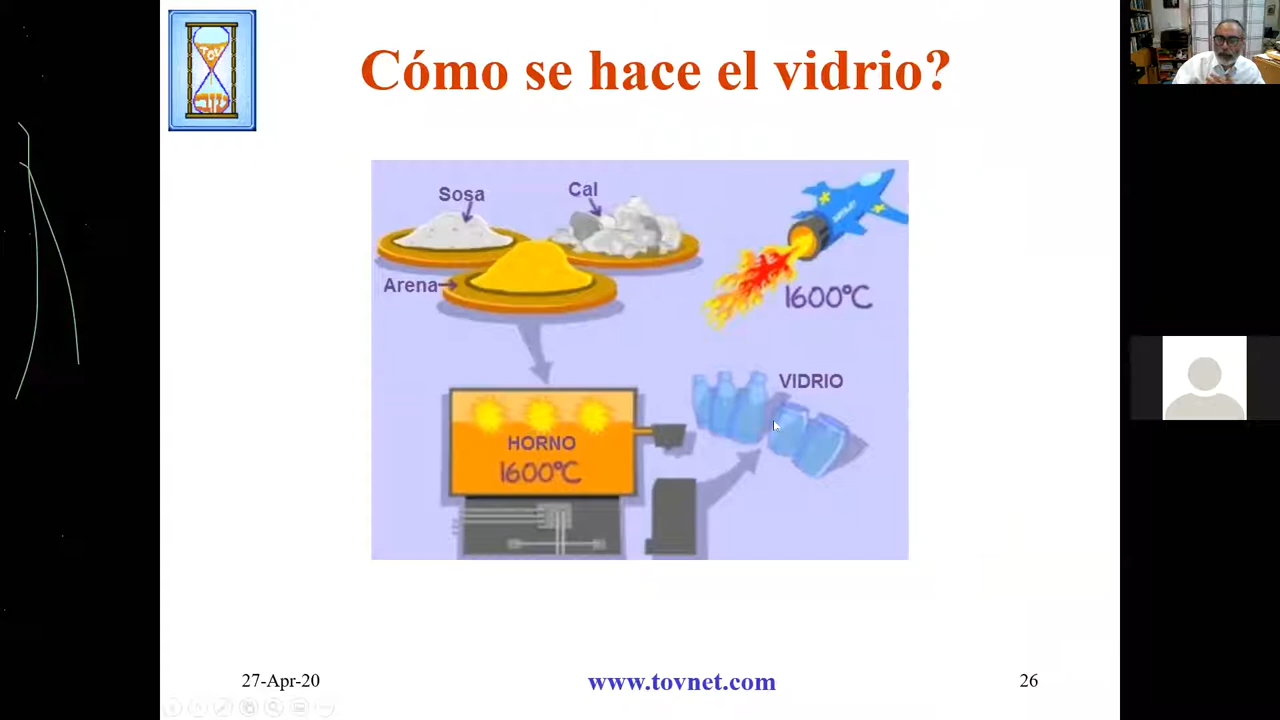 Cómo se hace el vidrio?
Sosa
Cal
Arena
1600°C
VIDRIO
HORNO
1600°C
27-Apr-20
www.tovnet.com
26